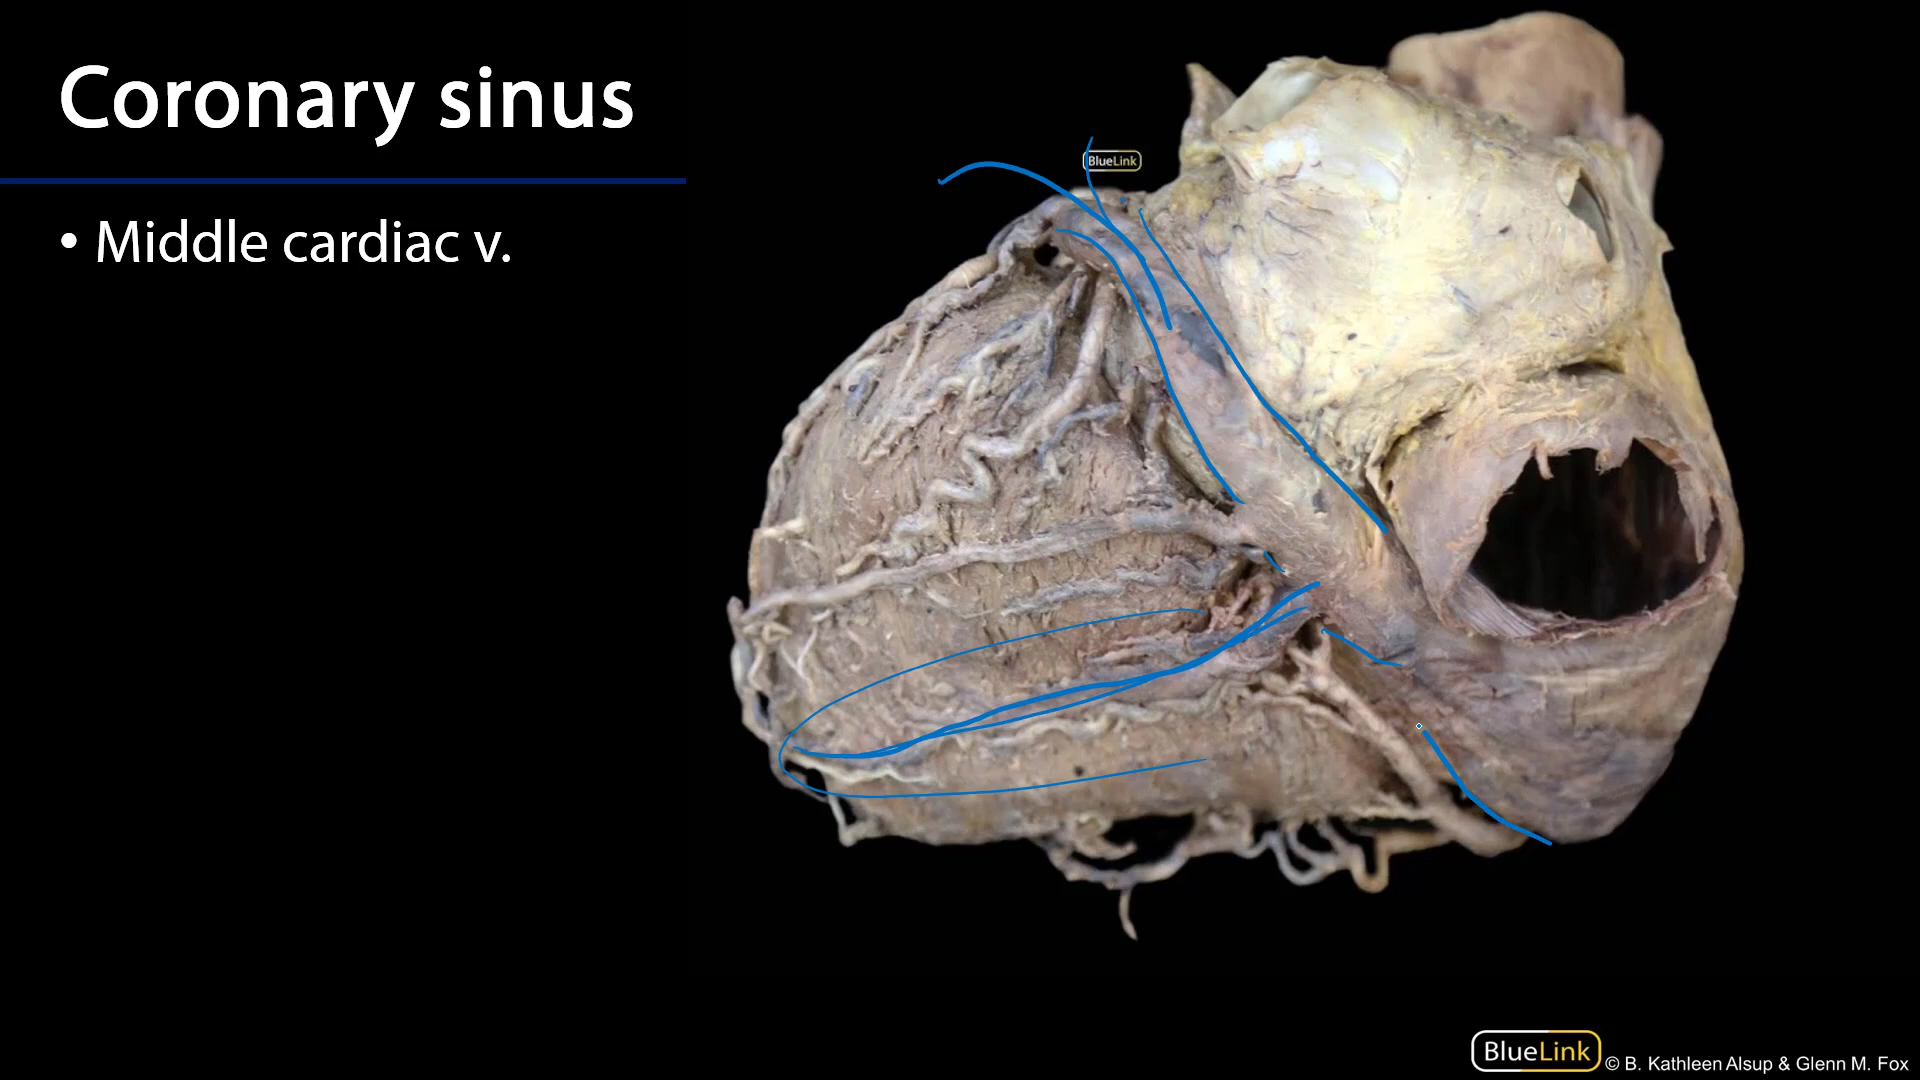 Coronary sinus
• Middle cardiac v.
BlueLink
BlueLink © B. Kathleen Alsup & Glenn M. Fox